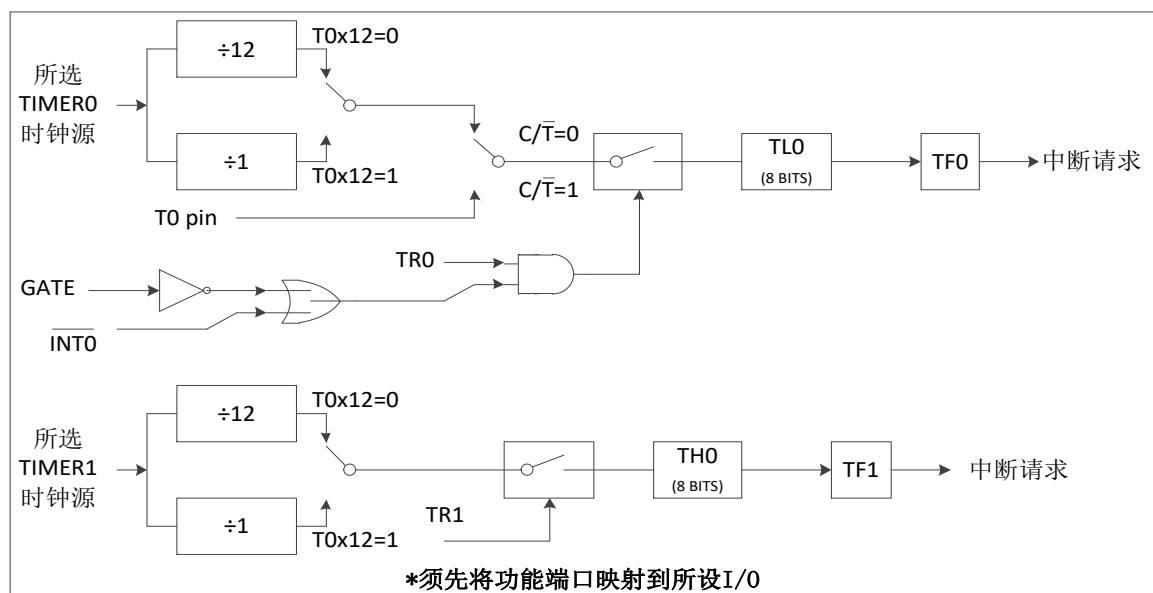 ÷12
T0x12=0
所选
TIMER0
时钟源
÷1
T0x12=1
C/T̅=0
C/T̅=1
TL0
(8 BITS)
TF0
中断请求
T0 pin
TR0
GATE
I̅N̅T̅0̅
÷12
T0x12=0
所选
TIMER1
时钟源
÷1
T0x12=1
TR1
TH0
(8 BITS)
TF1
中断请求
*须先将功能端口映射到所设I/O